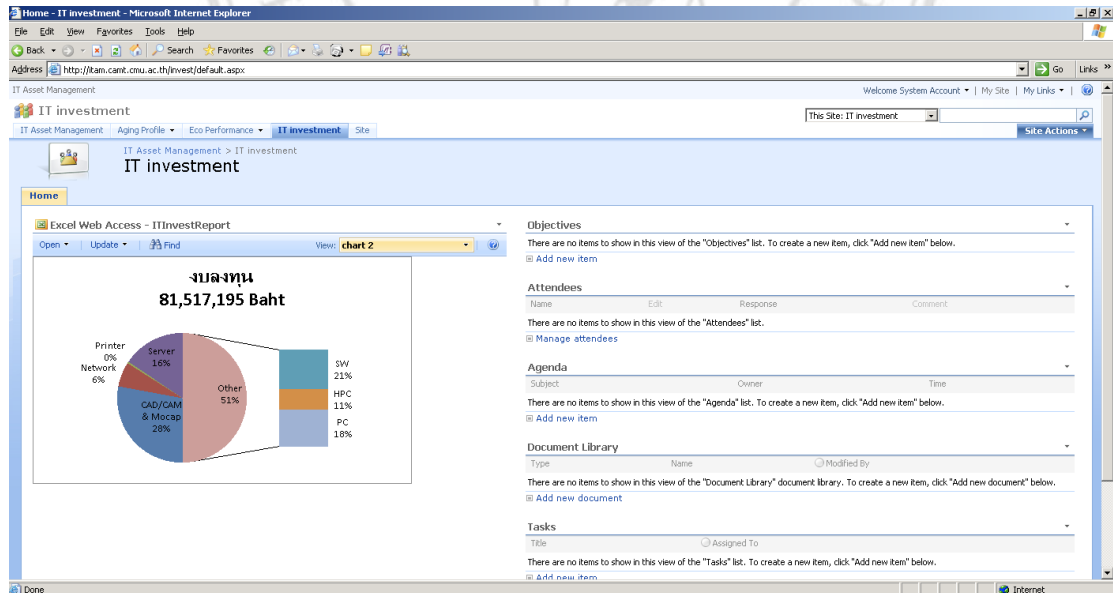 Home - IT investment - Microsoft Internet Explorer
File Edit View Favorites Tools Help
Back Search Favorites
Address http://itam.camt.cmu.ac.th/invest/default.aspx Go Links »
IT Asset Management Welcome System Account | My Site | My Links |
IT investment This Site: IT investment
IT Asset Management Aging Profile Eco Performance IT investment Site Site Actions
IT Asset Management > IT investment
IT investment
Home
Excel Web Access - ITInvestReport
Open | Update | Find View: chart 2
งบลงทุน
81,517,195 Baht
Printer
0%
Network
6%
Server
16%
Other
51%
CAD/CAM
& Mocap
28%
SW
21%
HPC
11%
PC
18%
Objectives
There are no items to show in this view of the "Objectives" list. To create a new item, click "Add new item" below.
Add new item
Attendees
Name Edit Response Comment
There are no items to show in this view of the "Attendees" list.
Manage attendees
Agenda
Subject Owner Time
There are no items to show in this view of the "Agenda" list. To create a new item, click "Add new item" below.
Add new item
Document Library
Type Name Modified By
There are no items to show in this view of the "Document Library" document library. To create a new item, click "Add new document" below.
Add new document
Tasks
Title Assigned To
There are no items to show in this view of the "Tasks" list. To create a new item, click "Add new item" below.
Add new item
Done Internet